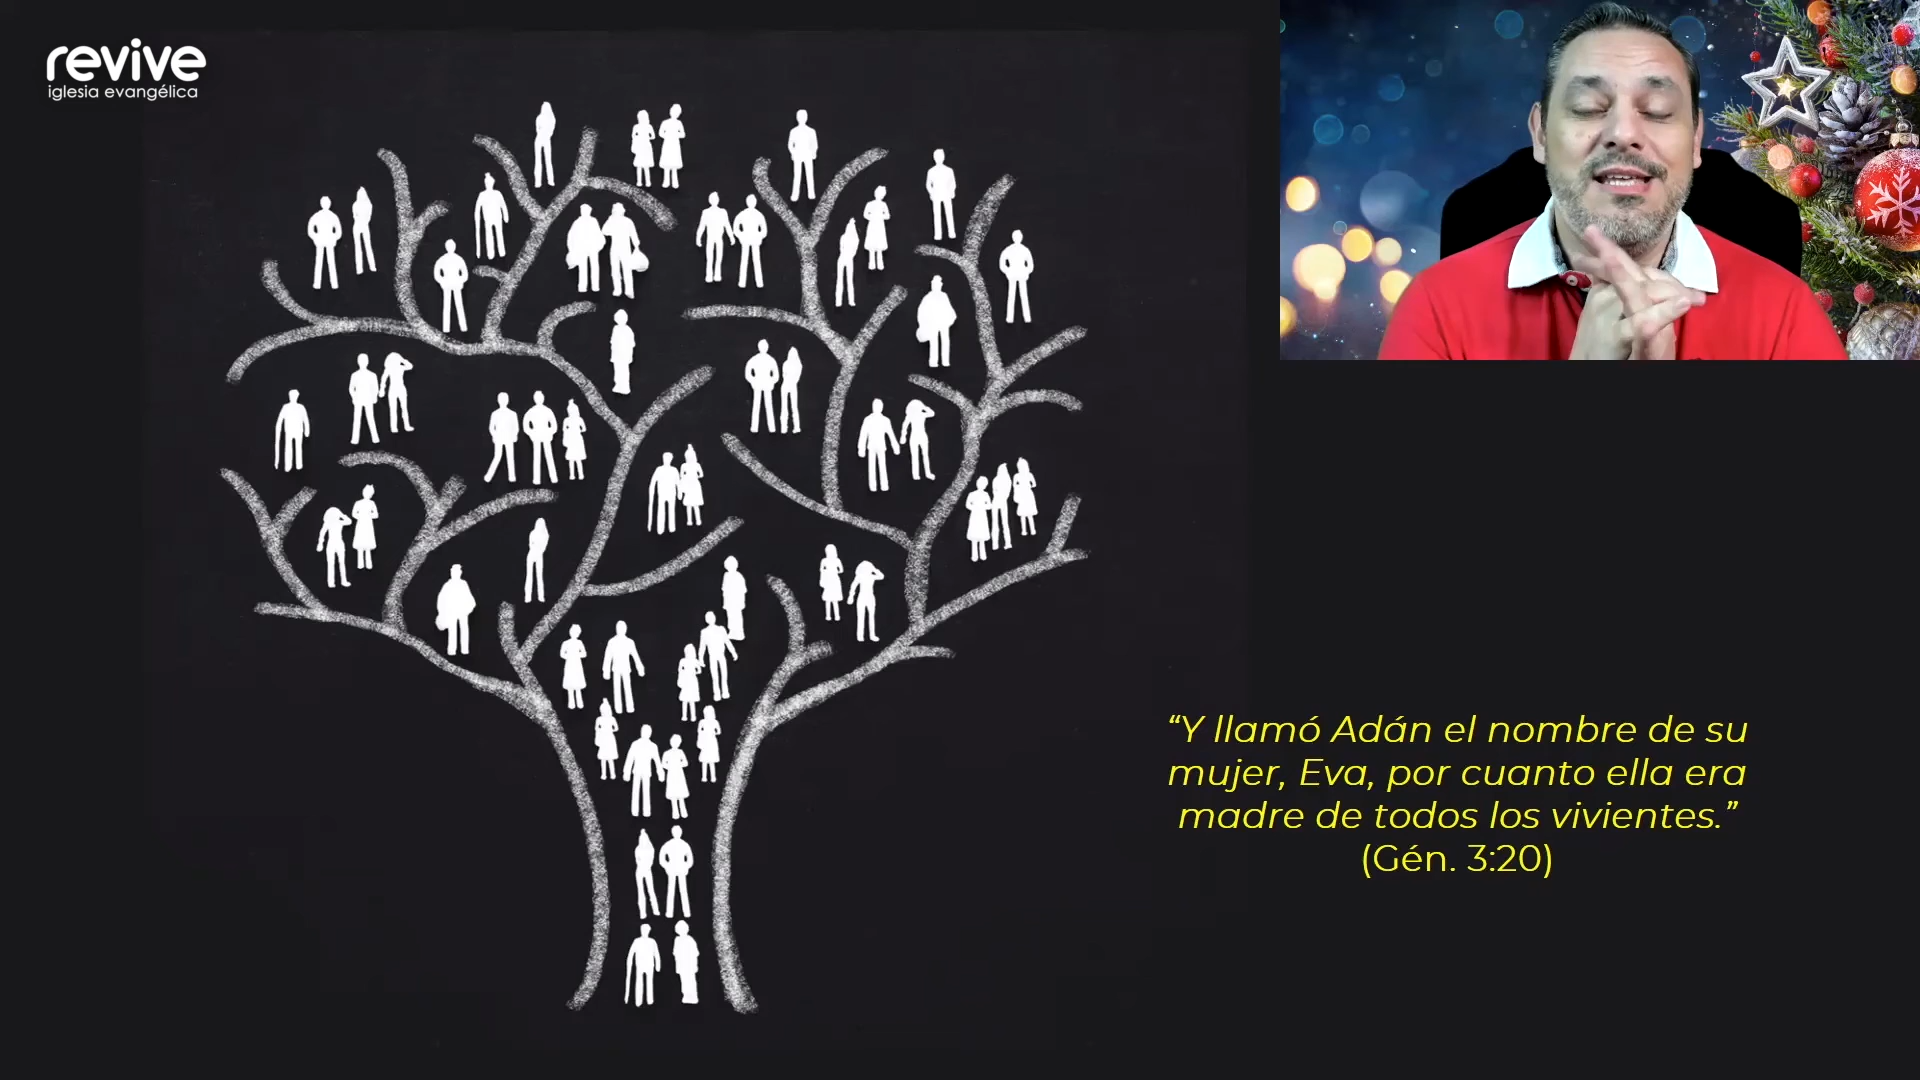 revive
iglesia evangélica
“Y llamó Adán el nombre de su
mujer, Eva, por cuanto ella era
madre de todos los vivientes.”
(Gén. 3:20)